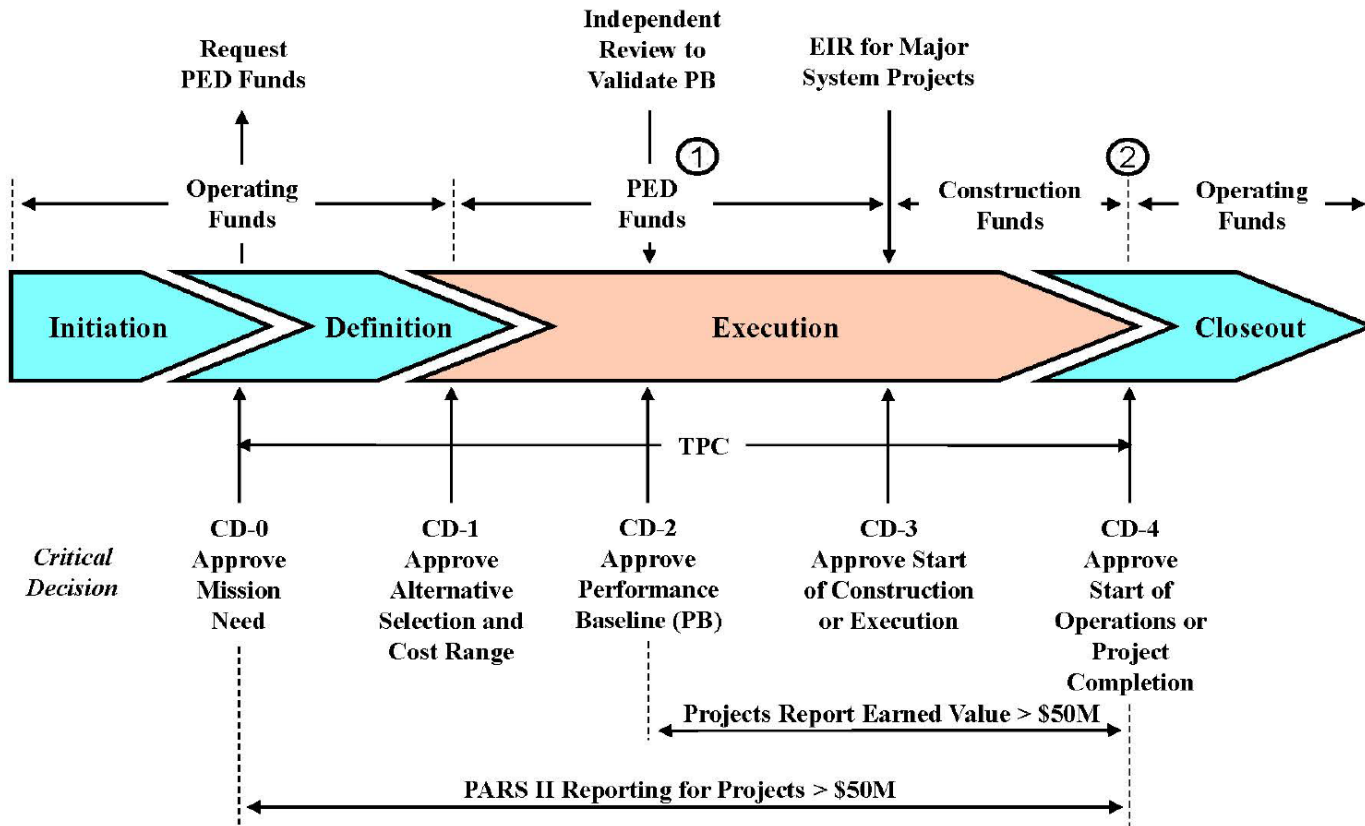 Request
PED Funds
Independent
Review to
Validate PB
EIR for Major
System Projects
1
2
Operating
Funds
PED
Funds
Construction
Funds
Operating
Funds
Initiation
Definition
Execution
Closeout
TPC
Critical
Decision
CD-0
Approve
Mission
Need
CD-1
Approve
Alternative
Selection and
Cost Range
CD-2
Approve
Performance
Baseline (PB)
CD-3
Approve Start
of Construction
or Execution
CD-4
Approve
Start of
Operations or
Project
Completion
Projects Report Earned Value > $50M
PARS II Reporting for Projects > $50M